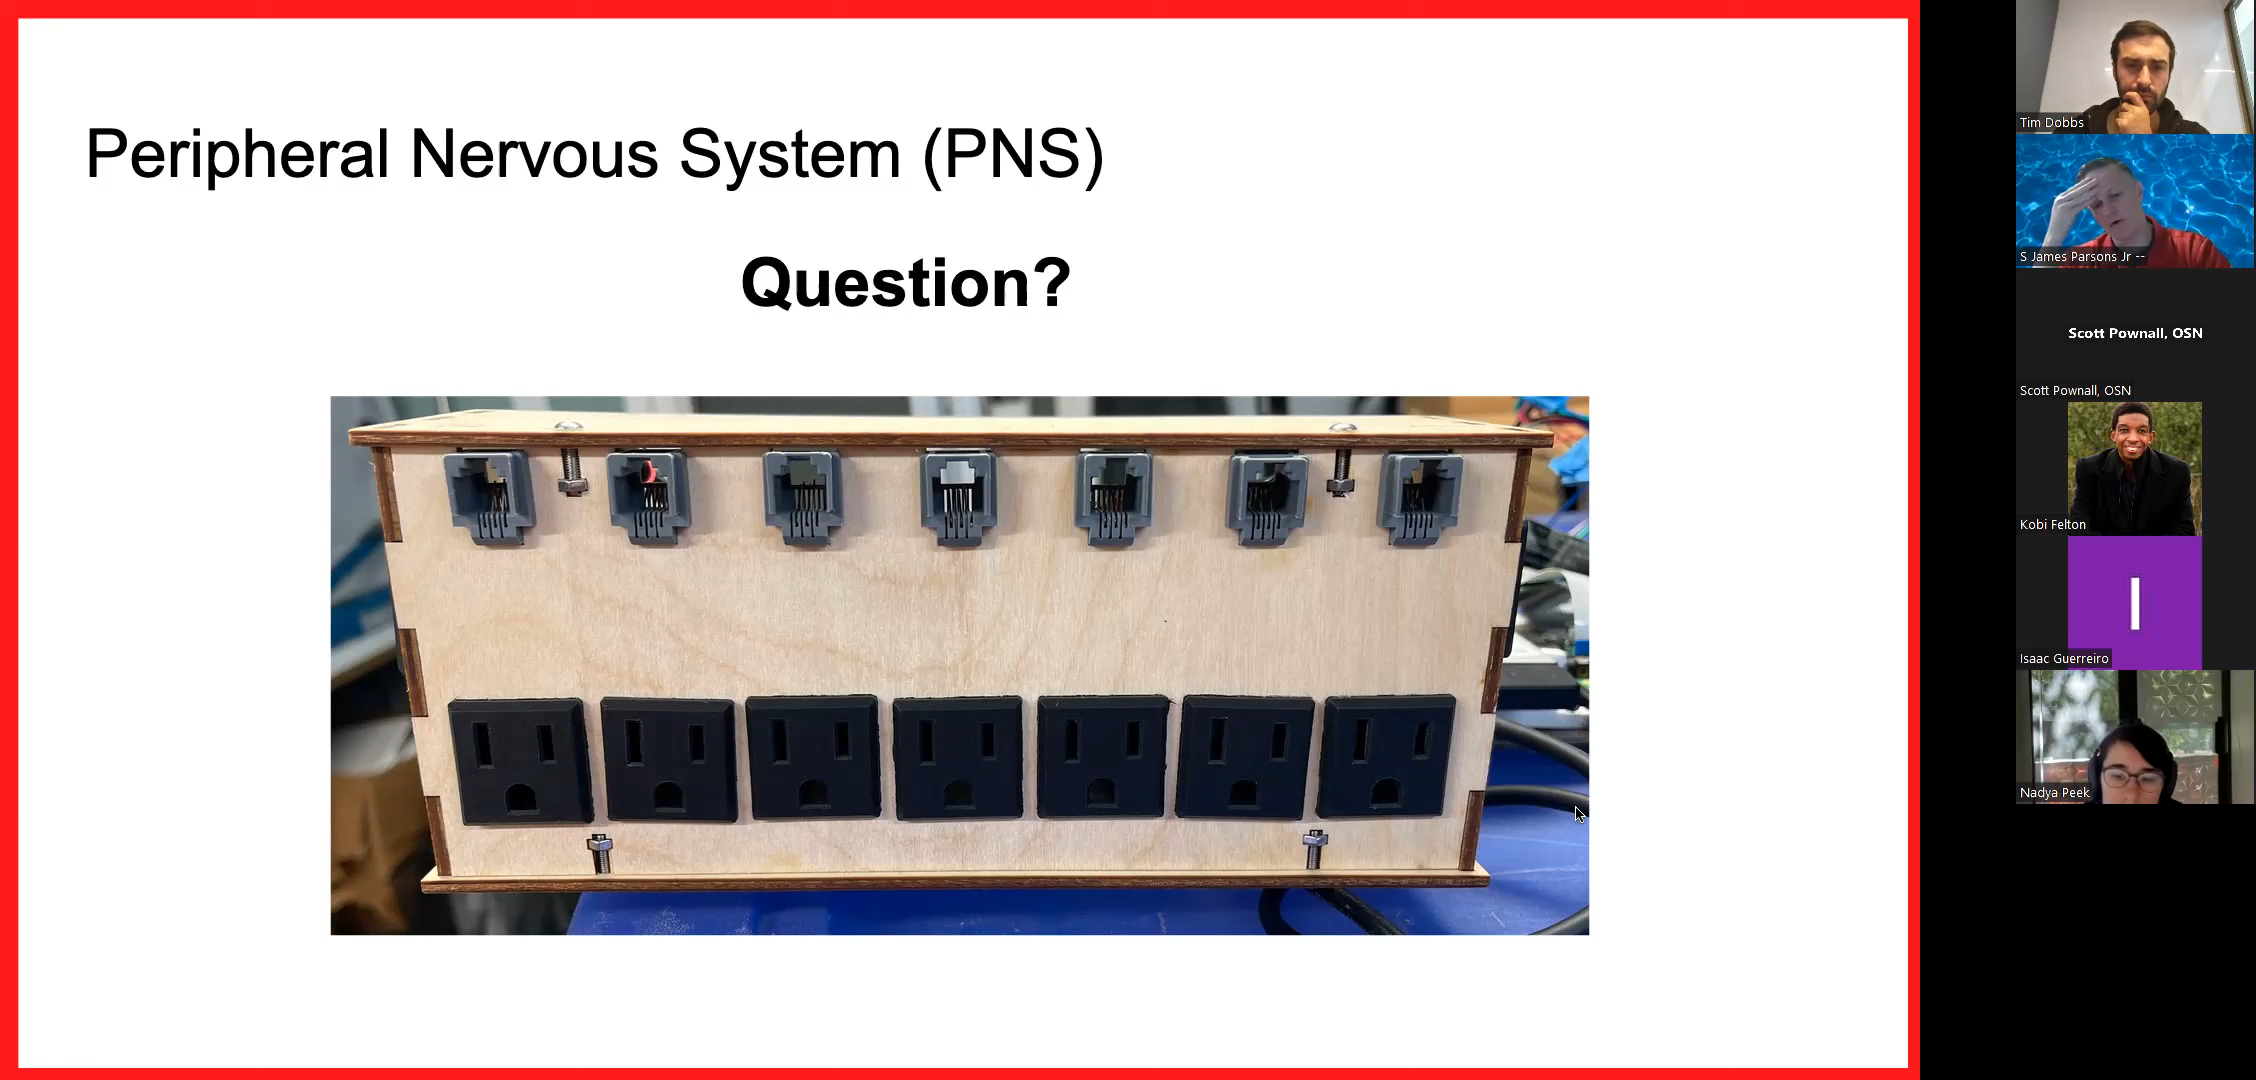 Peripheral Nervous System (PNS)
Question?
Tim Dobbs
S James Parsons Jr --
Scott Pownall, OSN
Scott Pownall, OSN
Kobi Felton
I
Isaac Guerreiro
Nadya Peek